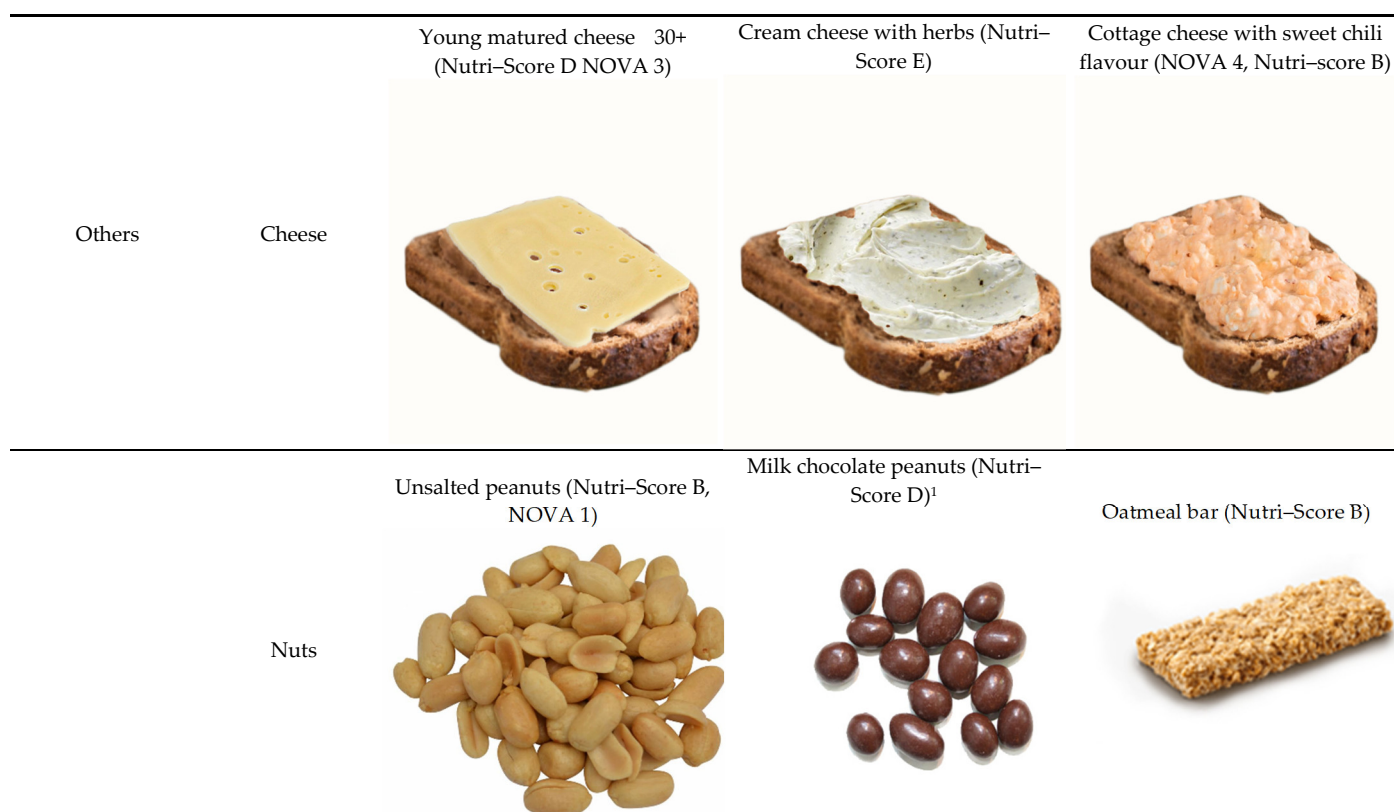 Young matured cheese 30+
(Nutri–Score D NOVA 3)
Cream cheese with herbs (Nutri–
Score E)
Cottage cheese with sweet chili
flavour (NOVA 4, Nutri–score B)
Others
Cheese
Unsalted peanuts (Nutri–Score B,
NOVA 1)
Milk chocolate peanuts (Nutri–
Score D)¹
Oatmeal bar (Nutri–Score B)
Nuts